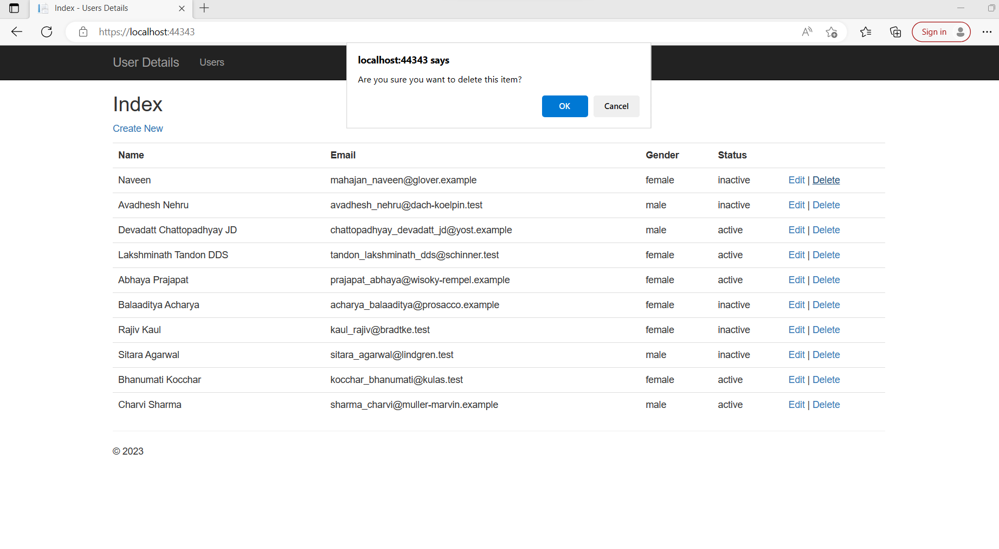 Index - Users Details
https://localhost:44343
Sign in
User Details Users
localhost:44343 says
Are you sure you want to delete this item?
OK Cancel
Index
Create New
Name Email Gender Status
Naveen mahajan_naveen@glover.example female inactive Edit | Delete
Avadhesh Nehru avadhesh_nehru@dach-koelpin.test male inactive Edit | Delete
Devadatt Chattopadhyay JD chattopadhyay_devadatt_jd@yost.example male active Edit | Delete
Lakshminath Tandon DDS tandon_lakshminath_dds@schinner.test female active Edit | Delete
Abhaya Prajapat prajapat_abhaya@wisoky-rempel.example female active Edit | Delete
Balaaditya Acharya acharya_balaaditya@prosacco.example female inactive Edit | Delete
Rajiv Kaul kaul_rajiv@bradtke.test female inactive Edit | Delete
Sitara Agarwal sitara_agarwal@lindgren.test male inactive Edit | Delete
Bhanumati Kocchar kocchar_bhanumati@kulas.test female active Edit | Delete
Charvi Sharma sharma_charvi@muller-marvin.example male active Edit | Delete
© 2023